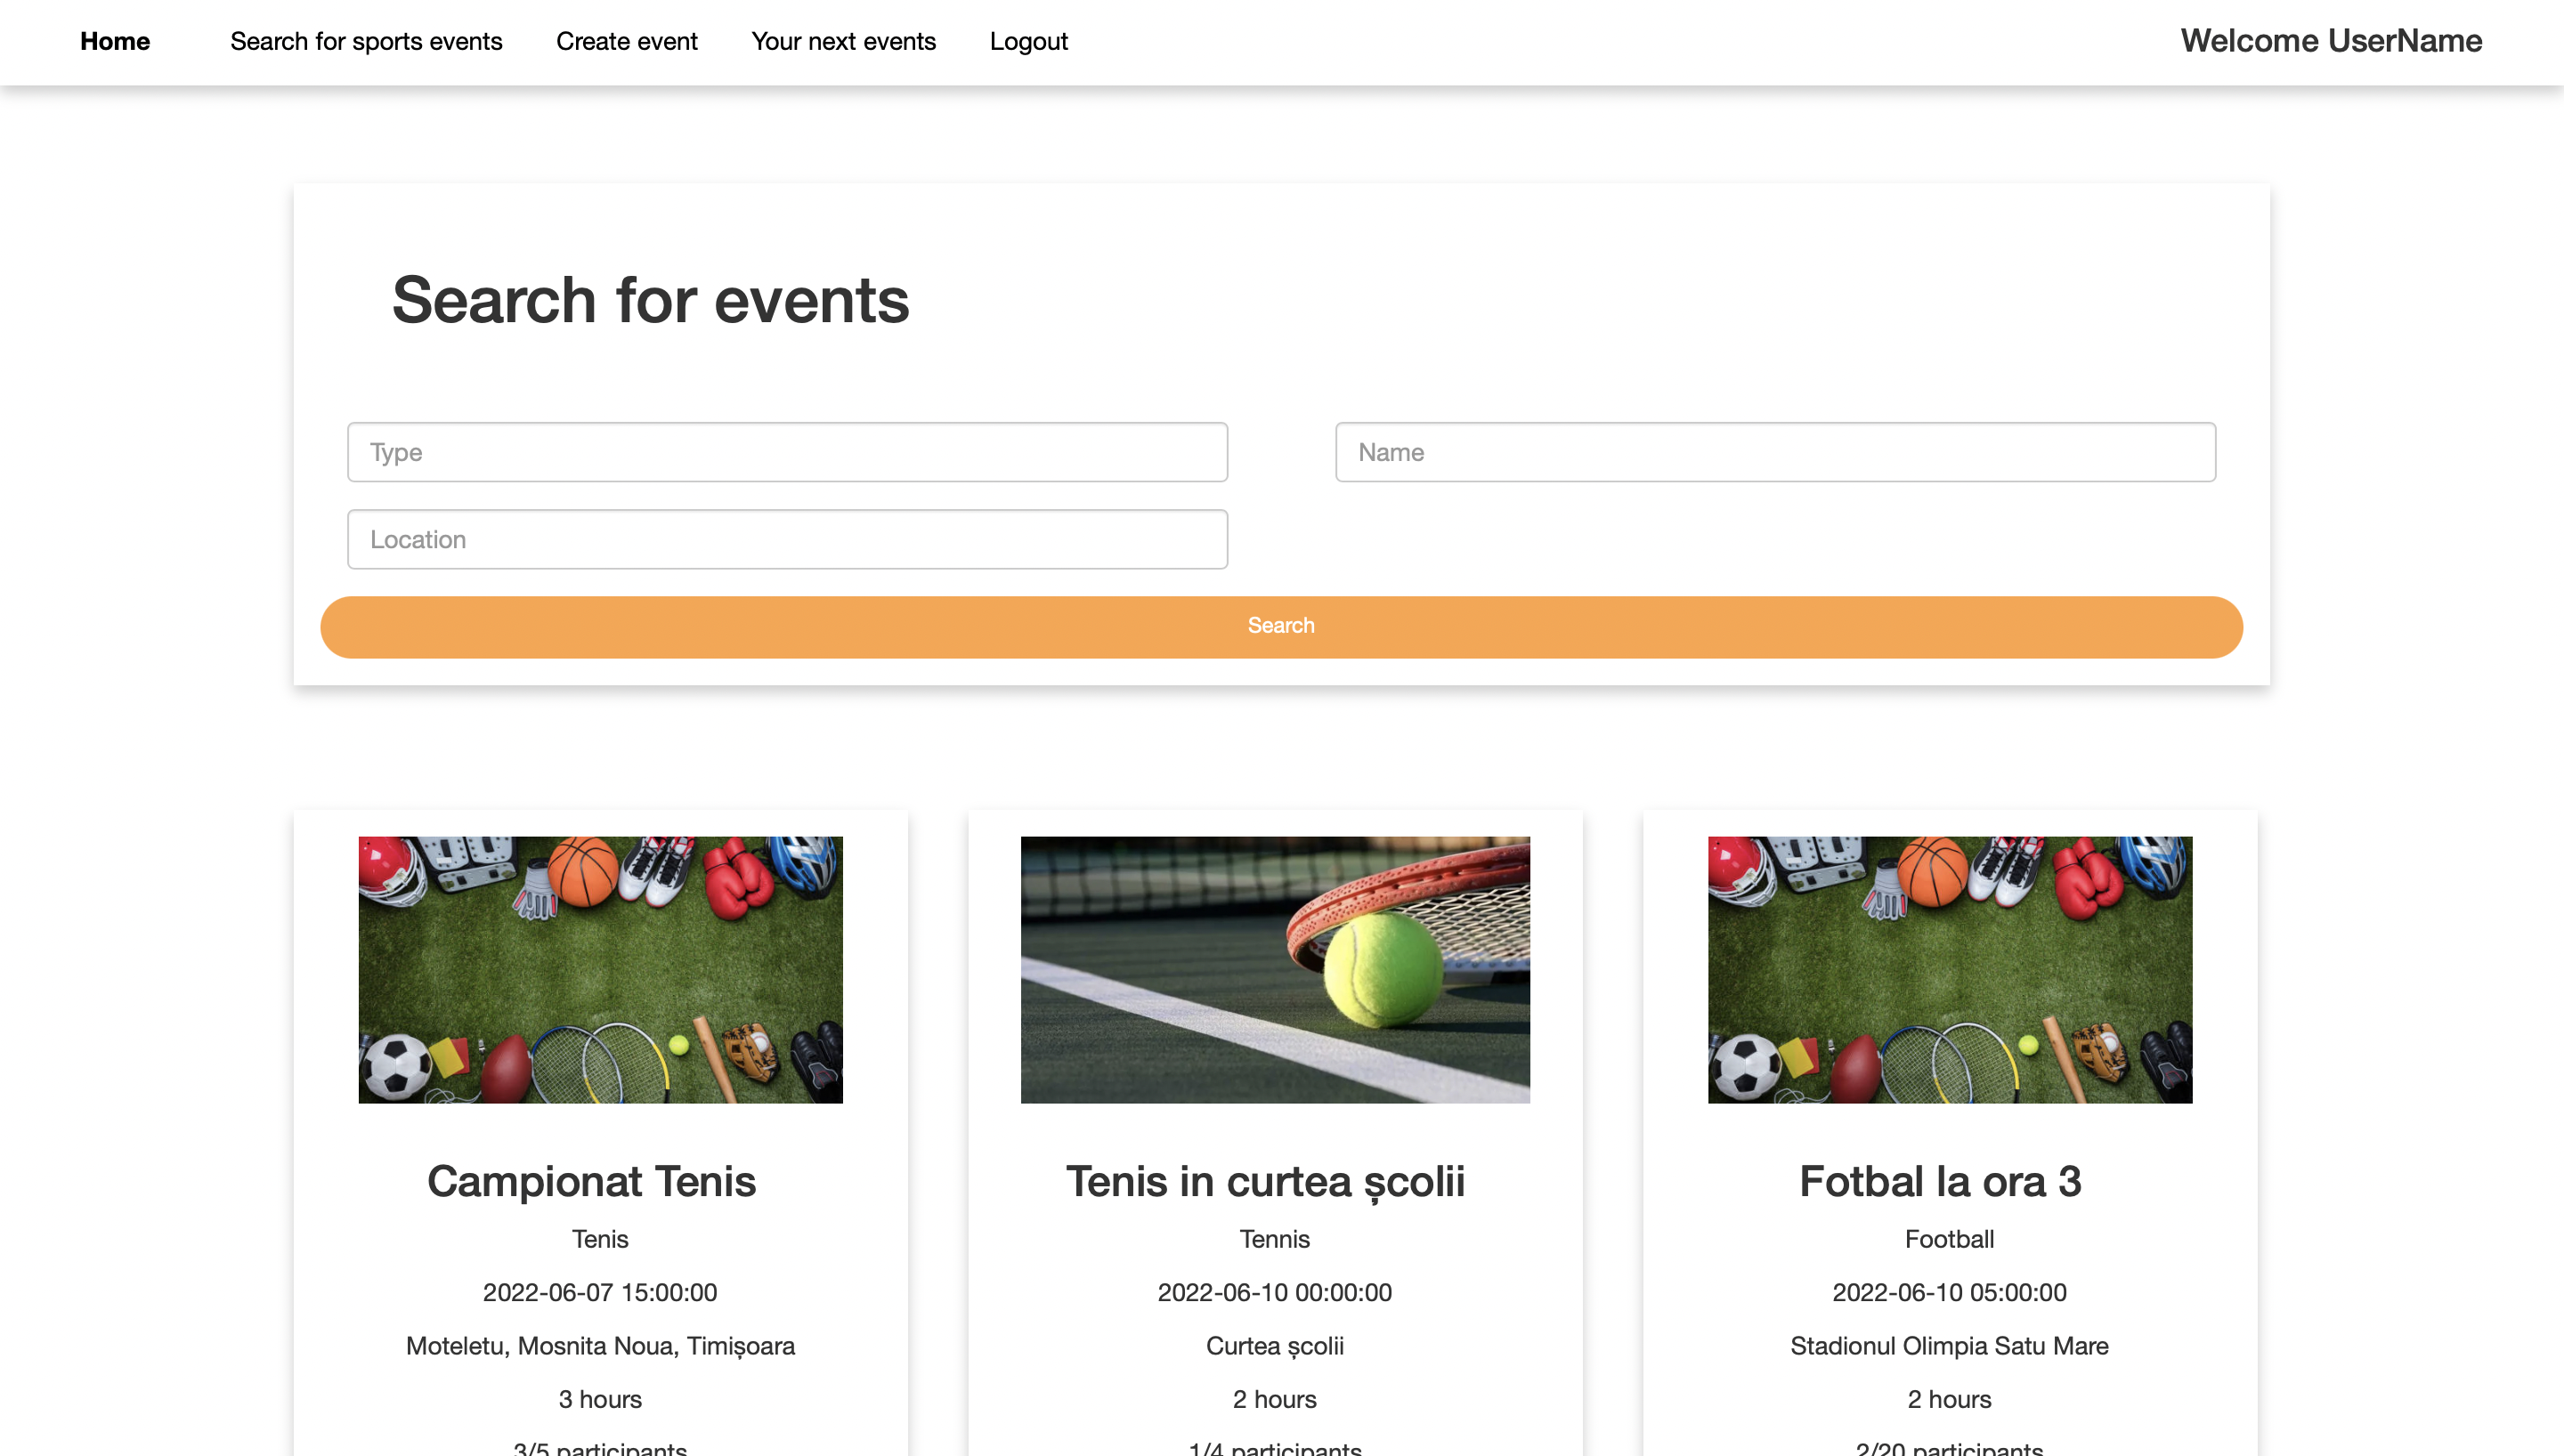 Home Search for sports events Create event Your next events Logout Welcome UserName
Search for events
Type Name
Location
Search
Campionat Tenis
Tenis
2022-06-07 15:00:00
Moteletu, Mosnita Noua, Timișoara
3 hours
3/5 participants
Tenis in curtea școlii
Tennis
2022-06-10 00:00:00
Curtea școlii
2 hours
1/4 participants
Fotbal la ora 3
Football
2022-06-10 05:00:00
Stadionul Olimpia Satu Mare
2 hours
2/20 participants